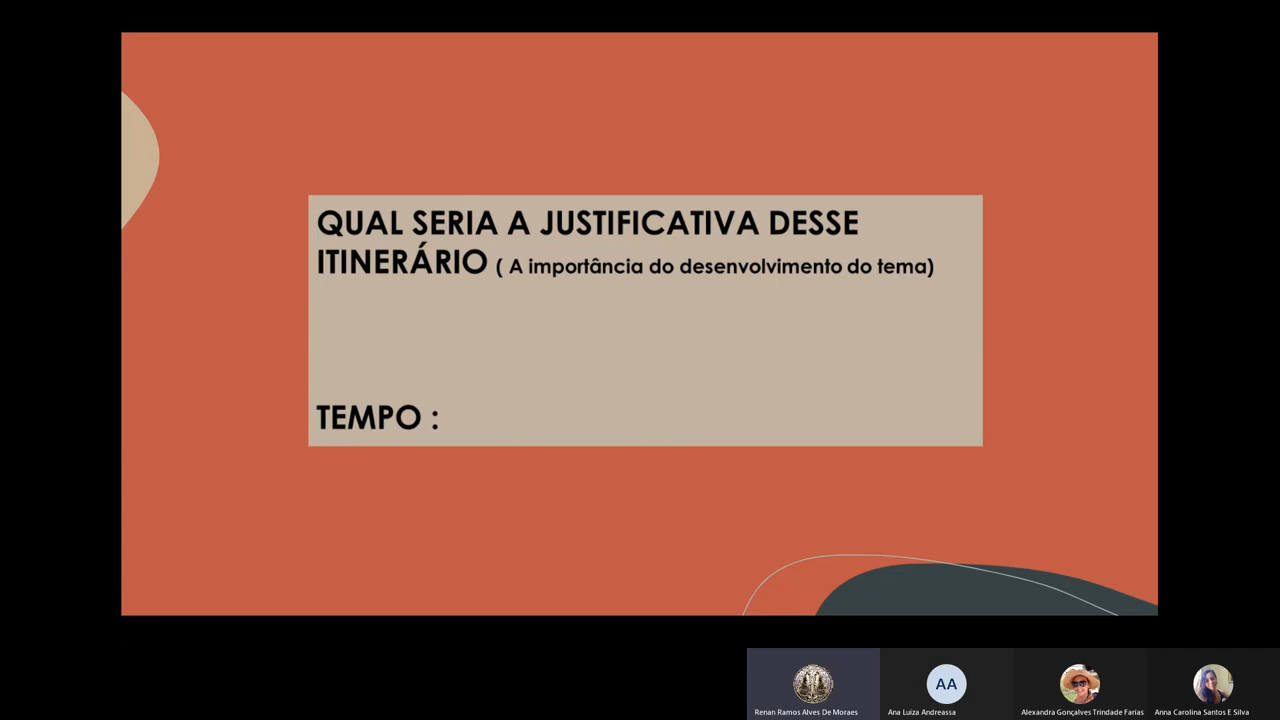 QUAL SERIA A JUSTIFICATIVA DESSE
ITINERÁRIO ( A importância do desenvolvimento do tema)
TEMPO :
AA
Renan Ramos Alves De Moraes
Ana Luiza Andreassa
Alexandra Gonçalves Trindade Farias
Anna Carolina Santos E Silva